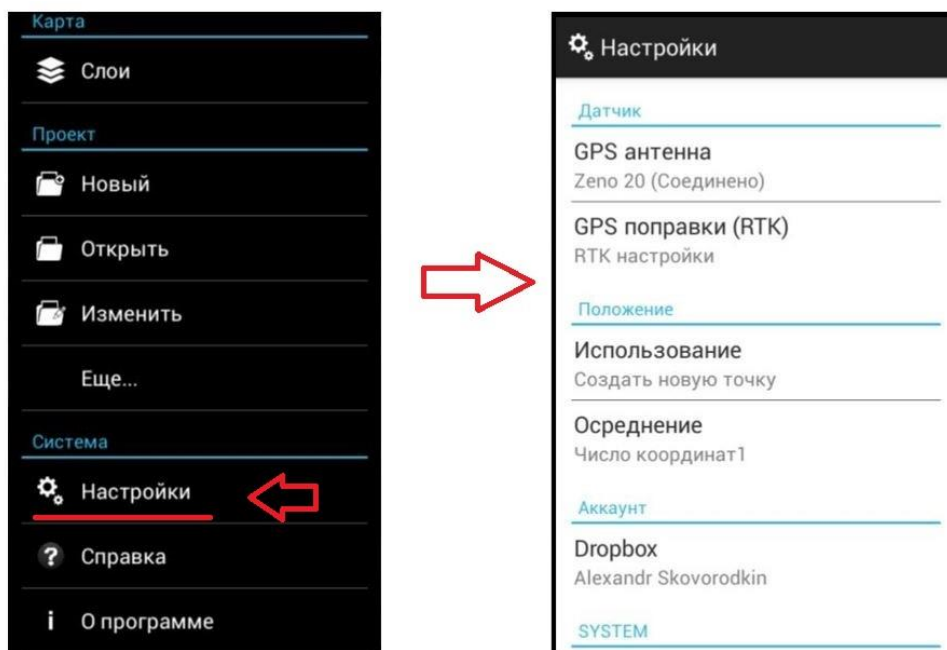 Карта
Слои
Проект
Новый
Открыть
Изменить
Еще...
Система
Настройки
Справка
О программе
Настройки
Датчик
GPS антенна
Zeno 20 (Соединено)
GPS поправки (RTK)
RTK настройки
Положение
Использование
Создать новую точку
Осреднение
Число координат1
Аккаунт
Dropbox
Alexandr Skovorodkin
SYSTEM